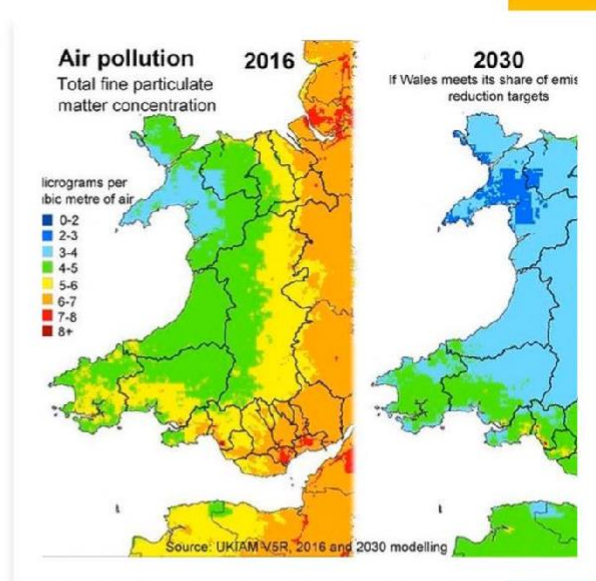 Air pollution
Total fine particulate
matter concentration
2016
2030
If Wales meets its share of emis
reduction targets
licrograms per
bic metre of air
0-2
2-3
3-4
4-5
5-6
6-7
7-8
8+
Source: UKIAM-V5R, 2016 and 2030 modelling